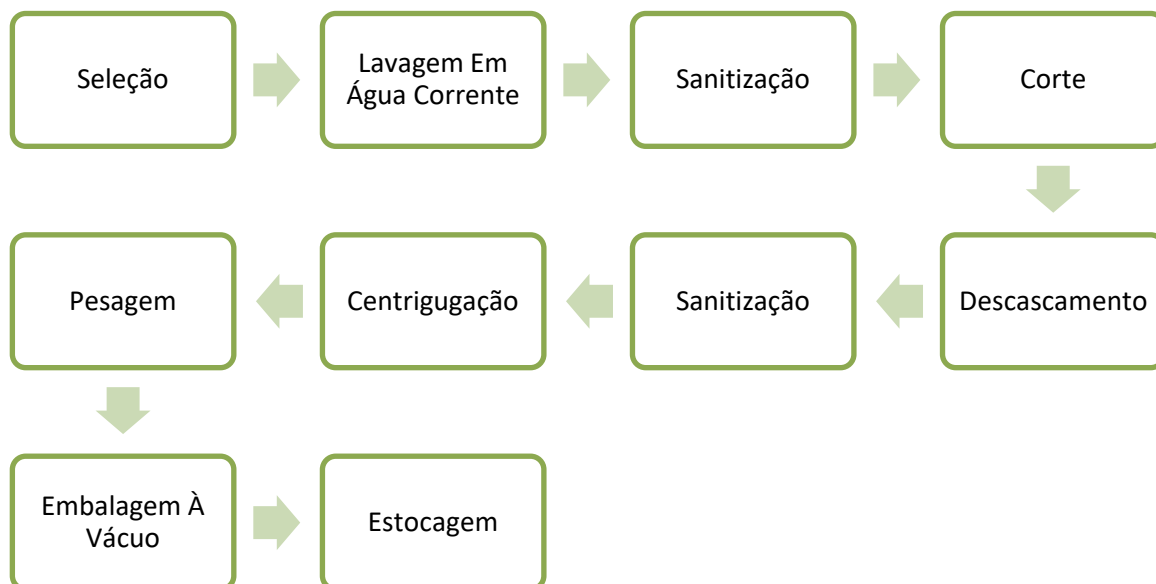 Seleção
Lavagem Em
Água Corrente
Sanitização
Corte
Descascamento
Sanitização
Centrigugação
Pesagem
Embalagem À
Vácuo
Estocagem